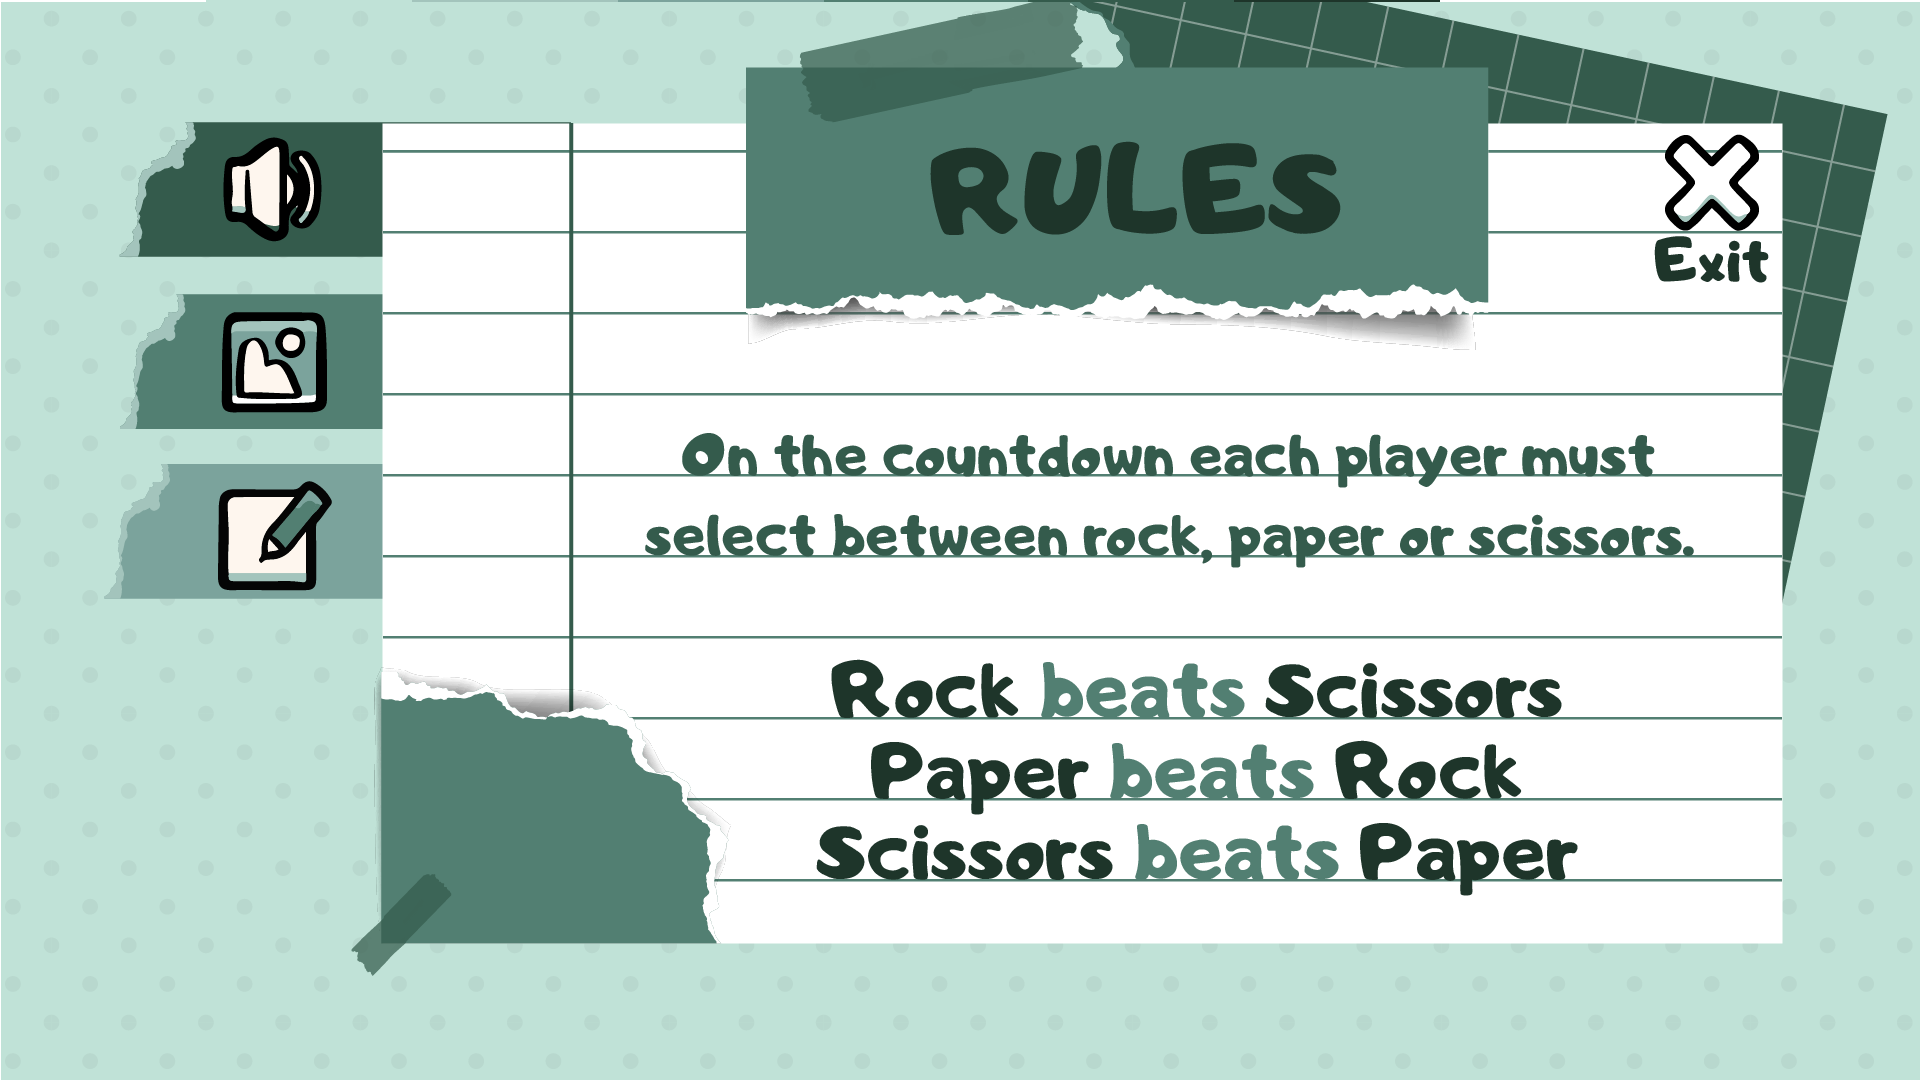 RULES
Exit
On the countdown each player must
select between rock, paper or scissors.
Rock beats Scissors
Paper beats Rock
Scissors beats Paper